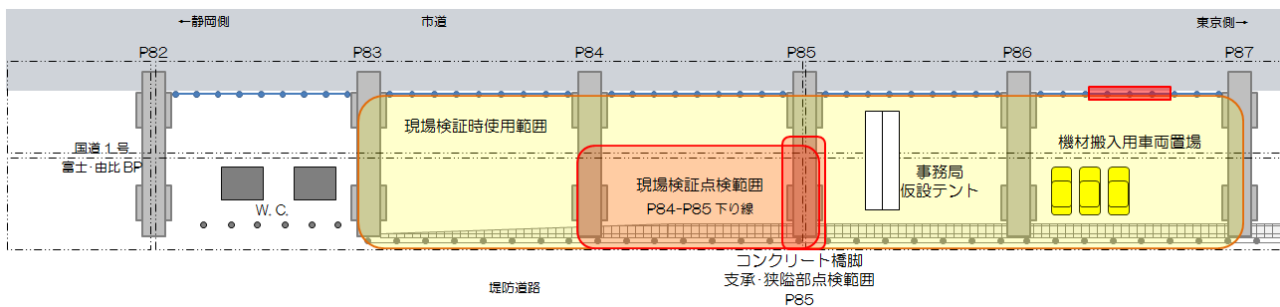 ←静岡側
市道
東京側→
P82
P83
P84
P85
P86
P87
現場検証時使用範囲
国道1号
富士・由比BP
機材搬入用車両置場
現場検証点検範囲
P84-P85 下り線
事務局
仮設テント
W. C.
コンクリート橋脚
支承・狭隘部点検範囲
P85
堤防道路